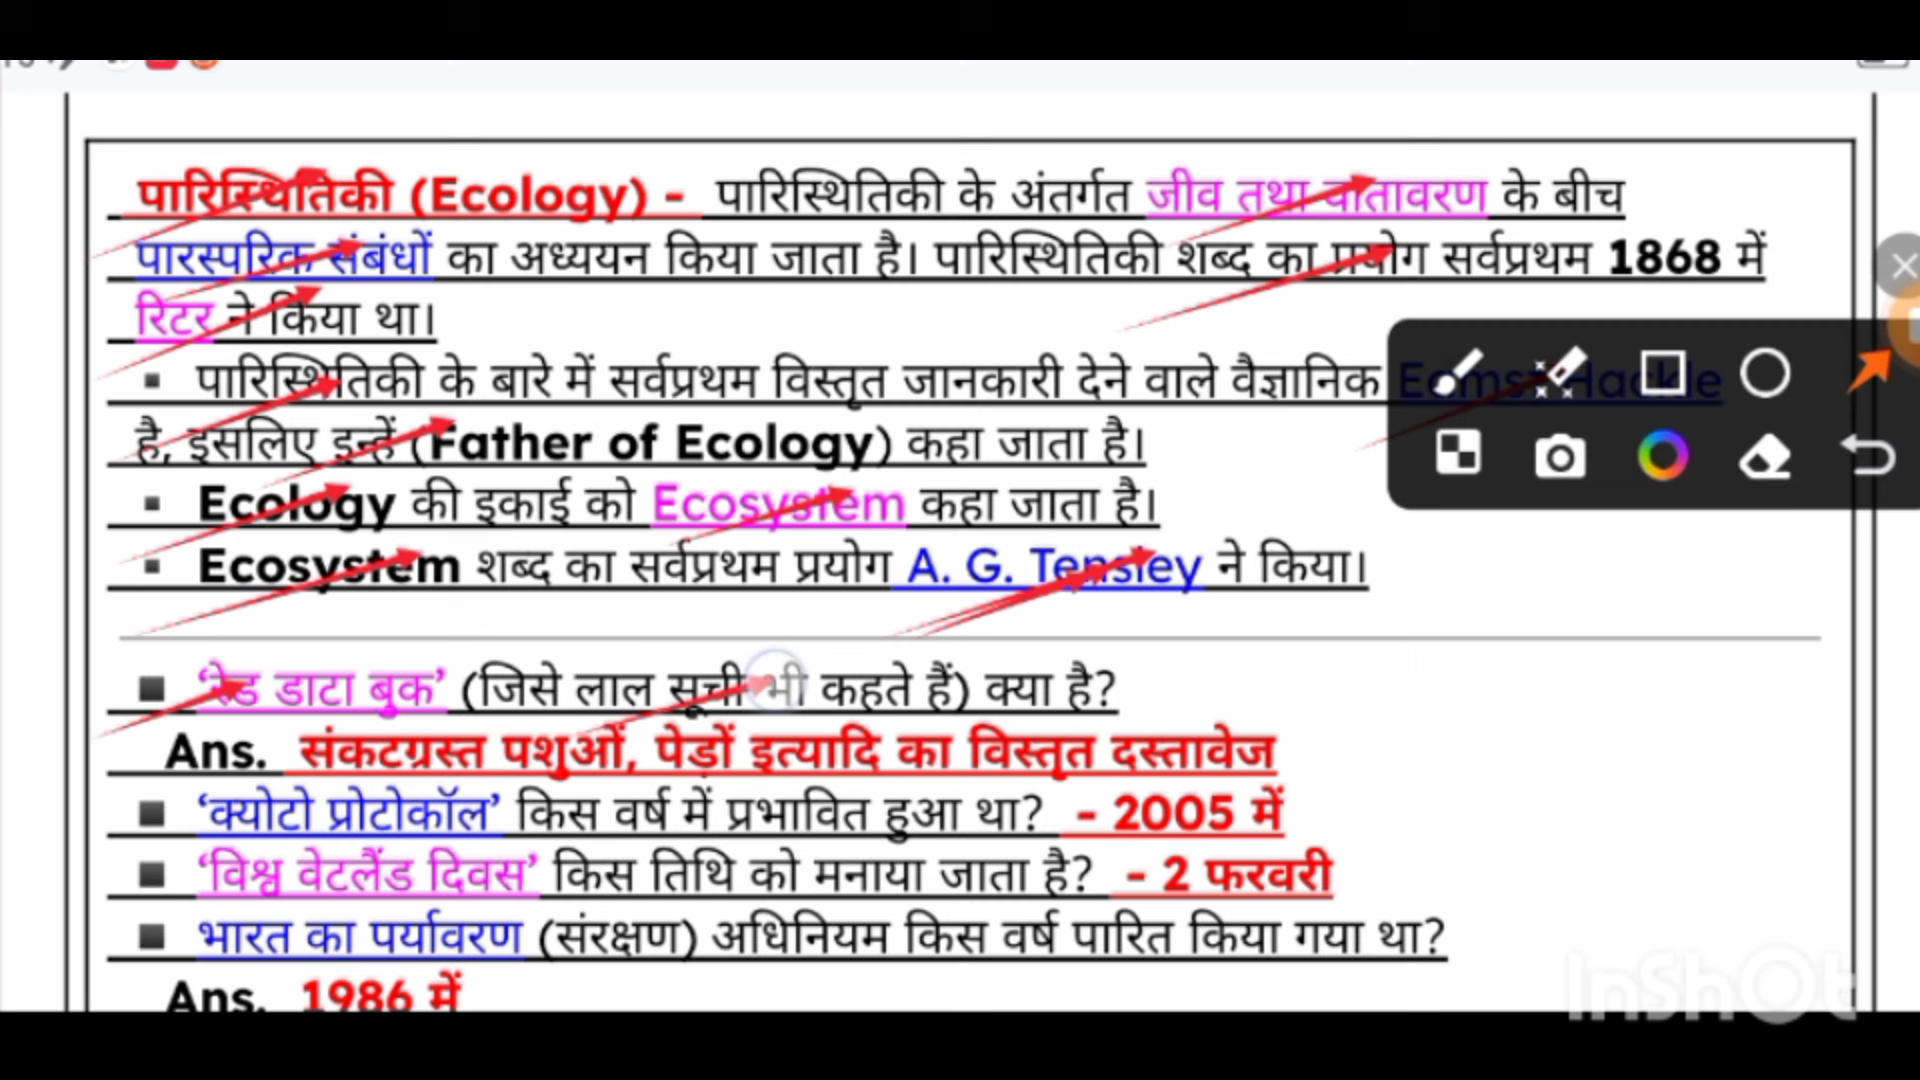 पारिस्थितिकी (Ecology) - पारिस्थितिकी के अंतर्गत जीव तथा वातावरण के बीच
पारस्परिक संबंधों का अध्ययन किया जाता है। पारिस्थितिकी शब्द का प्रयोग सर्वप्रथम 1868 में
रिटर ने किया था।
▪ पारिस्थितिकी के बारे में सर्वप्रथम विस्तृत जानकारी देने वाले वैज्ञानिक
है, इसलिए इन्हें (Father of Ecology) कहा जाता है।
▪ Ecology की इकाई को Ecosystem कहा जाता है।
▪ Ecosystem शब्द का सर्वप्रथम प्रयोग A. G. Tensley ने किया।
■ ‘रेड डाटा बुक’ (जिसे लाल सूची भी कहते हैं) क्या है?
Ans. संकटग्रस्त पशुओं, पेडों इत्यादि का विस्तृत दस्तावेज
■ ‘क्योटो प्रोटोकॉल’ किस वर्ष में प्रभावित हुआ था? - 2005 में
■ ‘विश्व वेटलैंड दिवस’ किस तिथि को मनाया जाता है? - 2 फरवरी
■ भारत का पर्यावरण (संरक्षण) अधिनियम किस वर्ष पारित किया गया था?
Ans. 1986 में
InShOt